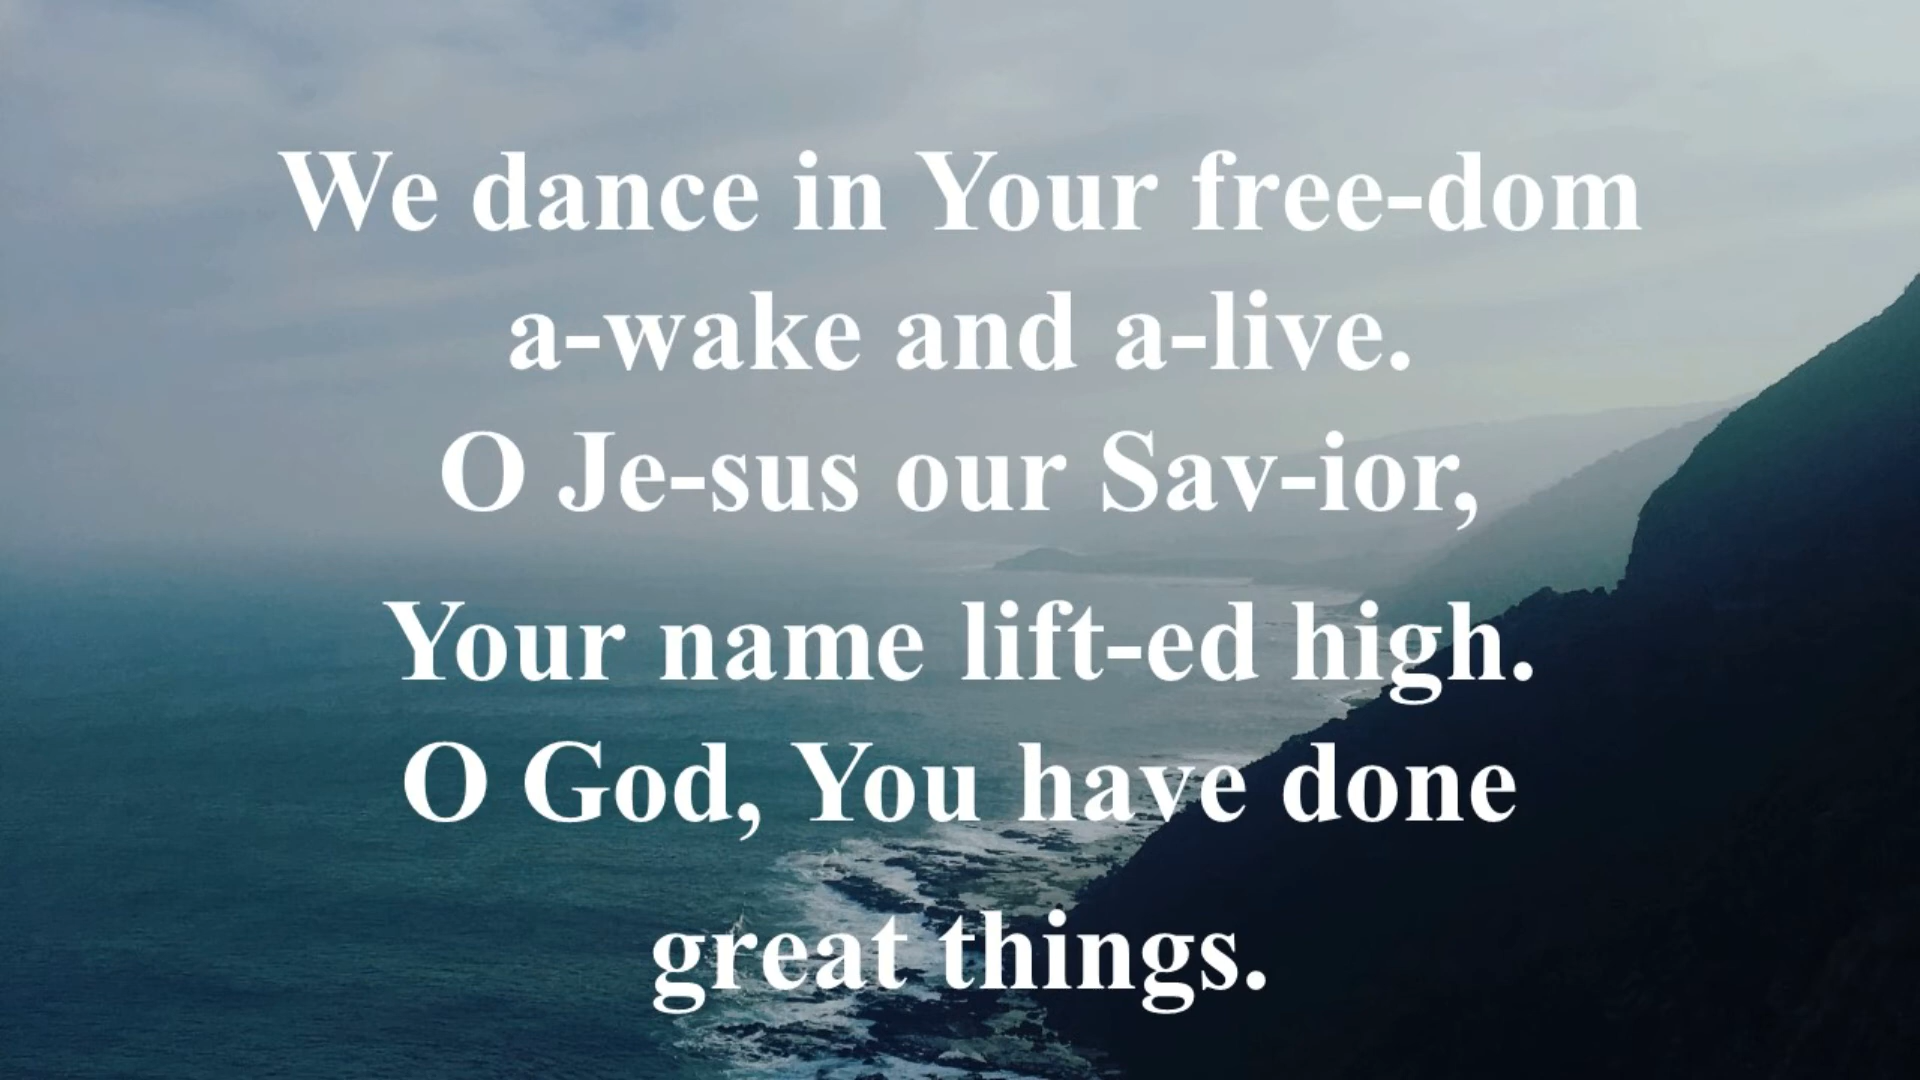 We dance in Your free-dom
a-wake and a-live.
O Je-sus our Sav-ior,
Your name lift-ed high.
O God, You have done
great things.